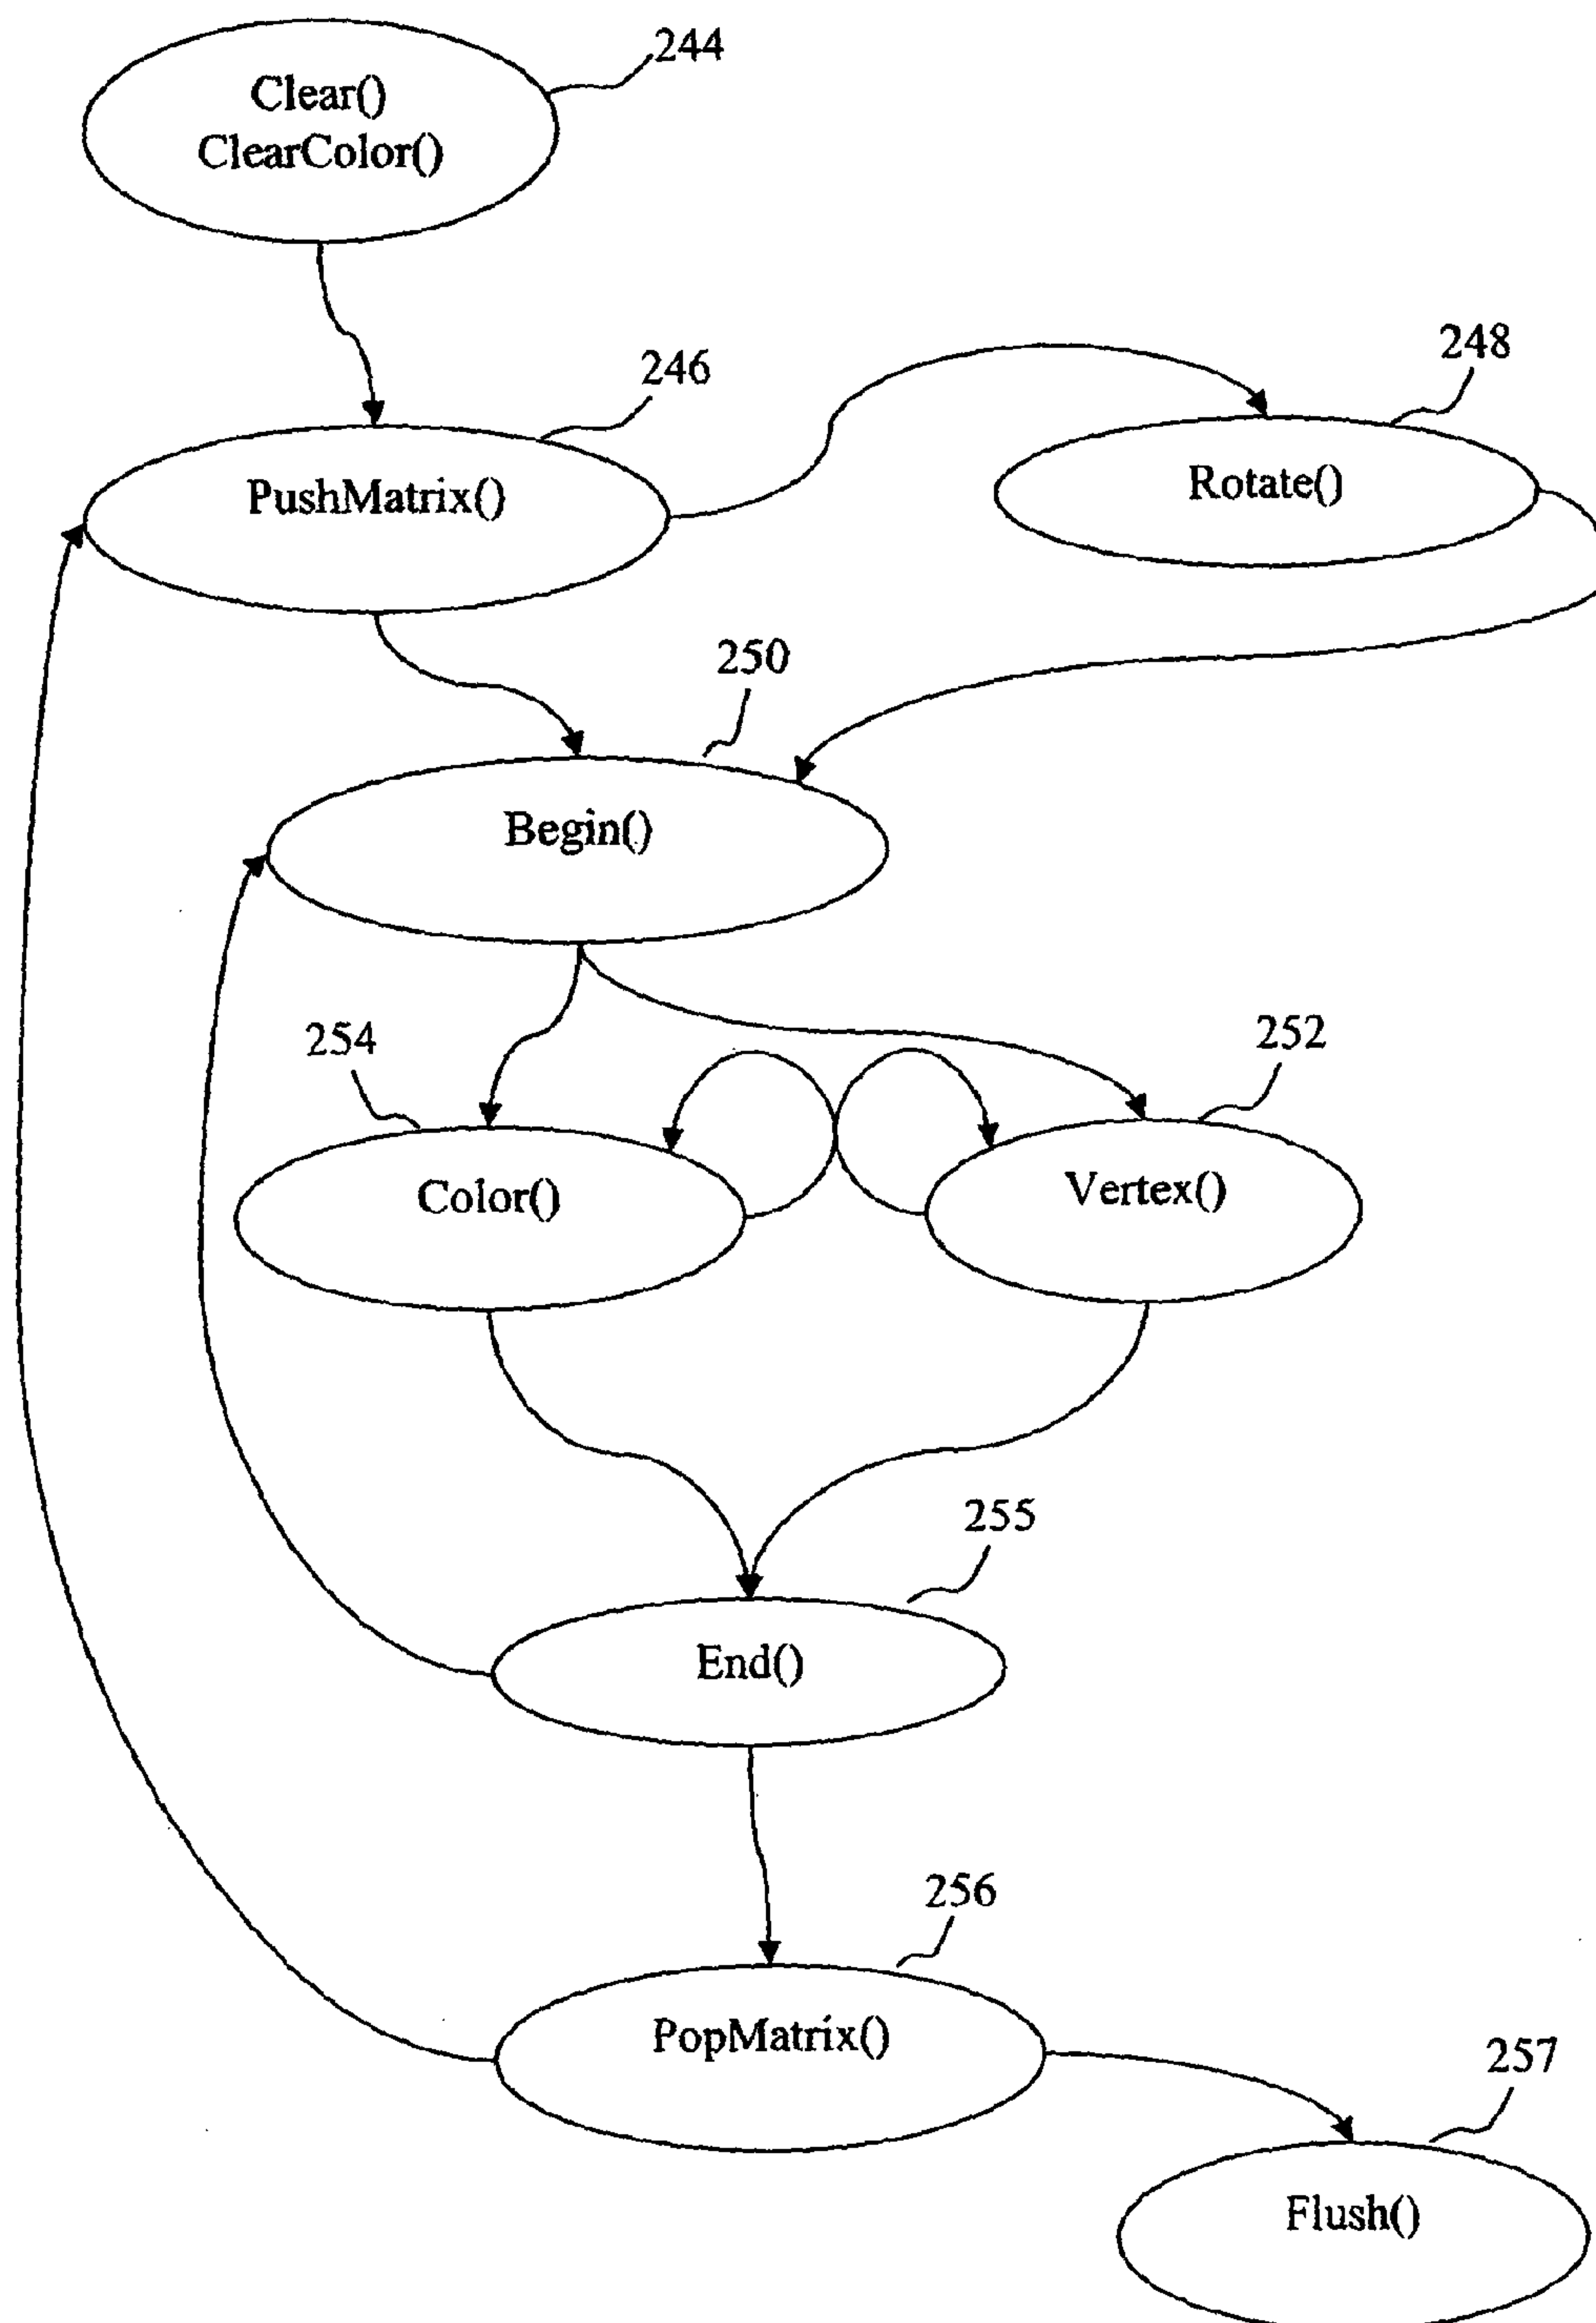 244
Clear()
ClearColor()
246
PushMatrix()
248
Rotate()
250
Begin()
254
Color()
252
Vertex()
255
End()
256
PopMatrix()
257
Flush()